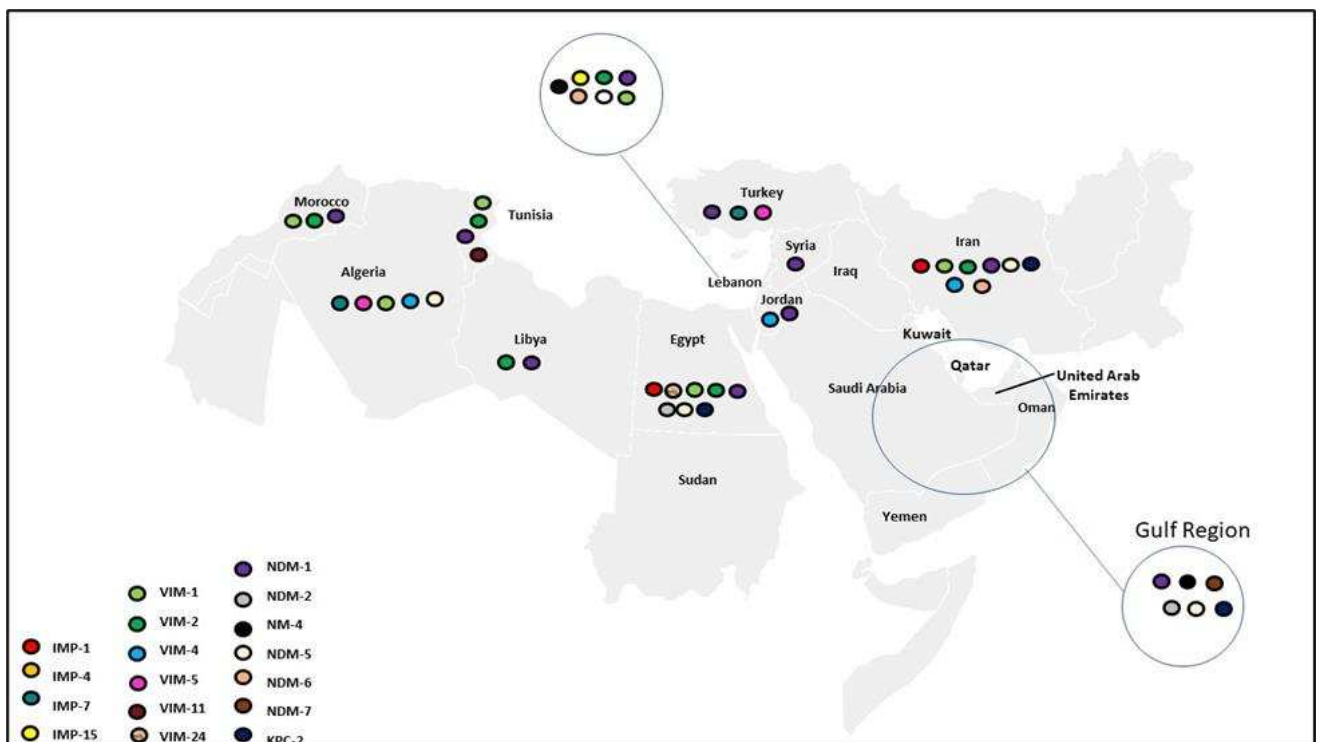 Morocco
Tunisia
Turkey
Algeria
Syria
Iran
Lebanon
Iraq
Jordan
Libya
Egypt
Kuwait
Qatar
Saudi Arabia
United Arab
Emirates
Oman
Sudan
Yemen
Gulf Region
IMP-1
IMP-4
IMP-7
IMP-15
VIM-1
VIM-2
VIM-4
VIM-5
VIM-11
VIM-24
NDM-1
NDM-2
NM-4
NDM-5
NDM-6
NDM-7
KPC-2